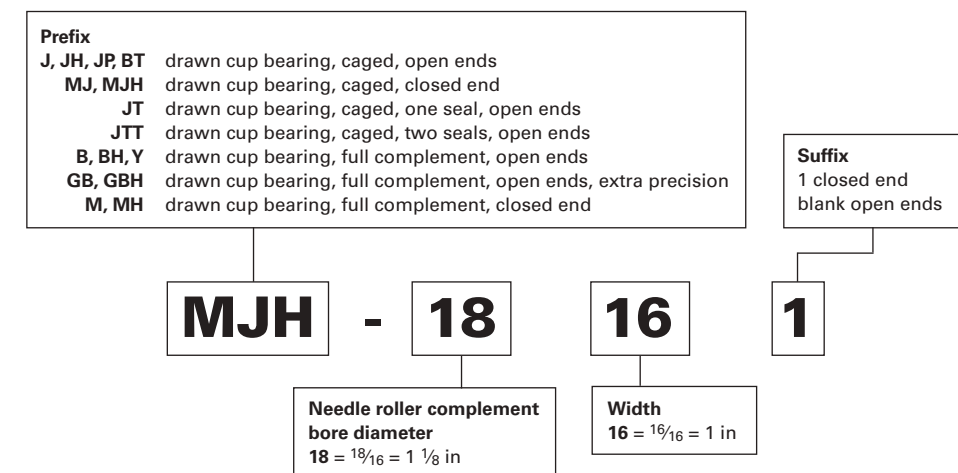 Prefix
J, JH, JP, BT drawn cup bearing, caged, open ends
MJ, MJH drawn cup bearing, caged, closed end
JT drawn cup bearing, caged, one seal, open ends
JTT drawn cup bearing, caged, two seals, open ends
B, BH, Y drawn cup bearing, full complement, open ends
GB, GBH drawn cup bearing, full complement, open ends, extra precision
M, MH drawn cup bearing, full complement, closed end
Suffix
1 closed end
blank open ends
MJH - 18 16 1
Needle roller complement
bore diameter
18 = 18⁄16 = 1 1⁄8 in
Width
16 = 16⁄16 = 1 in